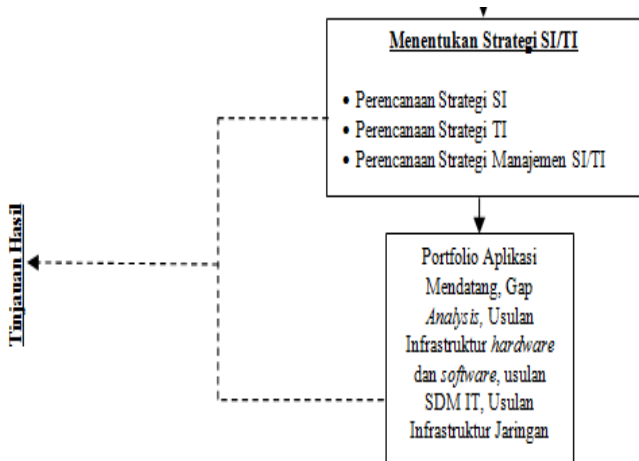 Menentukan Strategi SI/TI
• Perencanaan Strategi SI
• Perencanaan Strategi TI
• Perencanaan Strategi Manajemen SI/TI
Tinjauan Hasil
Portfolio Aplikasi
Mendatang, Gap
Analysis, Usulan
Infrastruktur hardware
dan software, usulan
SDM IT, Usulan
Infrastruktur Jaringan